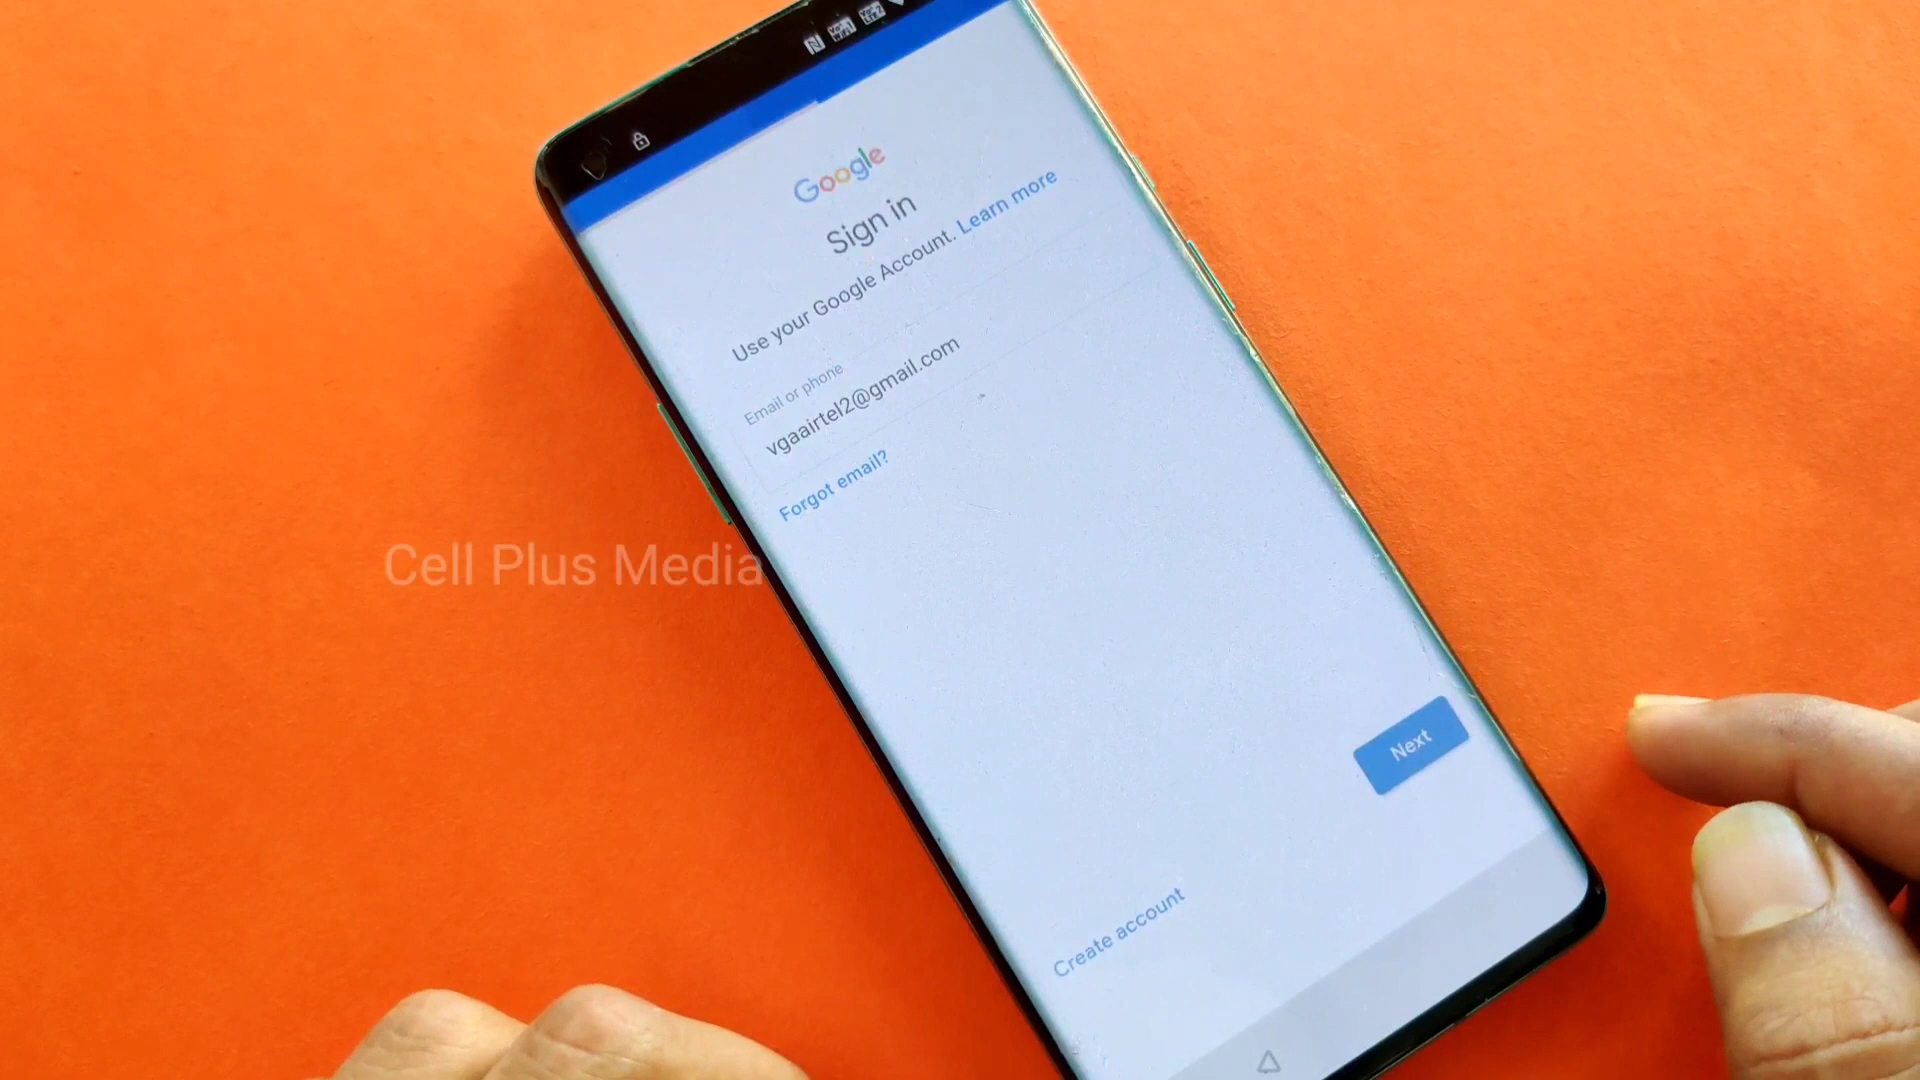 Google
Sign in
Use your Google Account. Learn more
Email or phone
vgaairtel2@gmail.com
Forgot email?
Cell Plus Media
Next
Create account